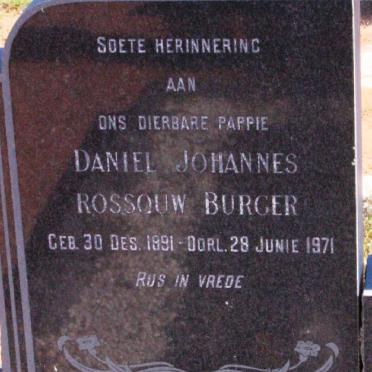 SOETE HERINNERING
AAN
ONS DIERBARE PAPPIE
DANIEL JOHANNES
ROSSOUW BURGER
GEB. 30 DES. 1891 - OORL. 28 JUNIE 1971
RUS IN VREDE